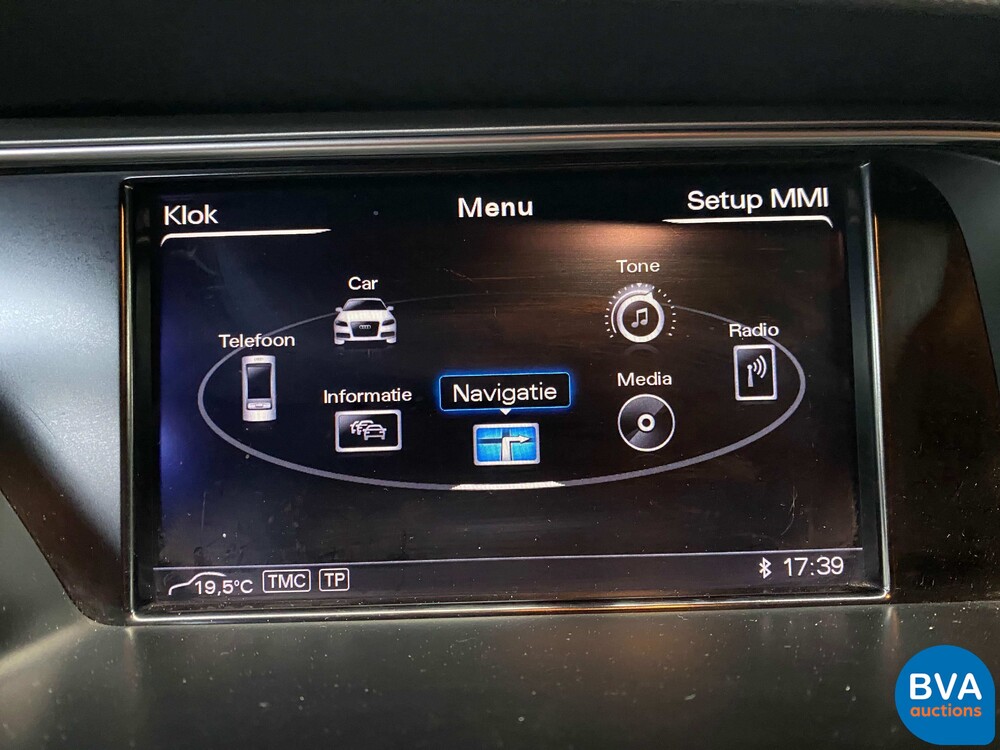 Klok
Menu
Setup MMI
Car
Tone
Telefoon
Radio
Informatie
Navigatie
Media
19,5°C TMC TP
17:39
BVA
auctions